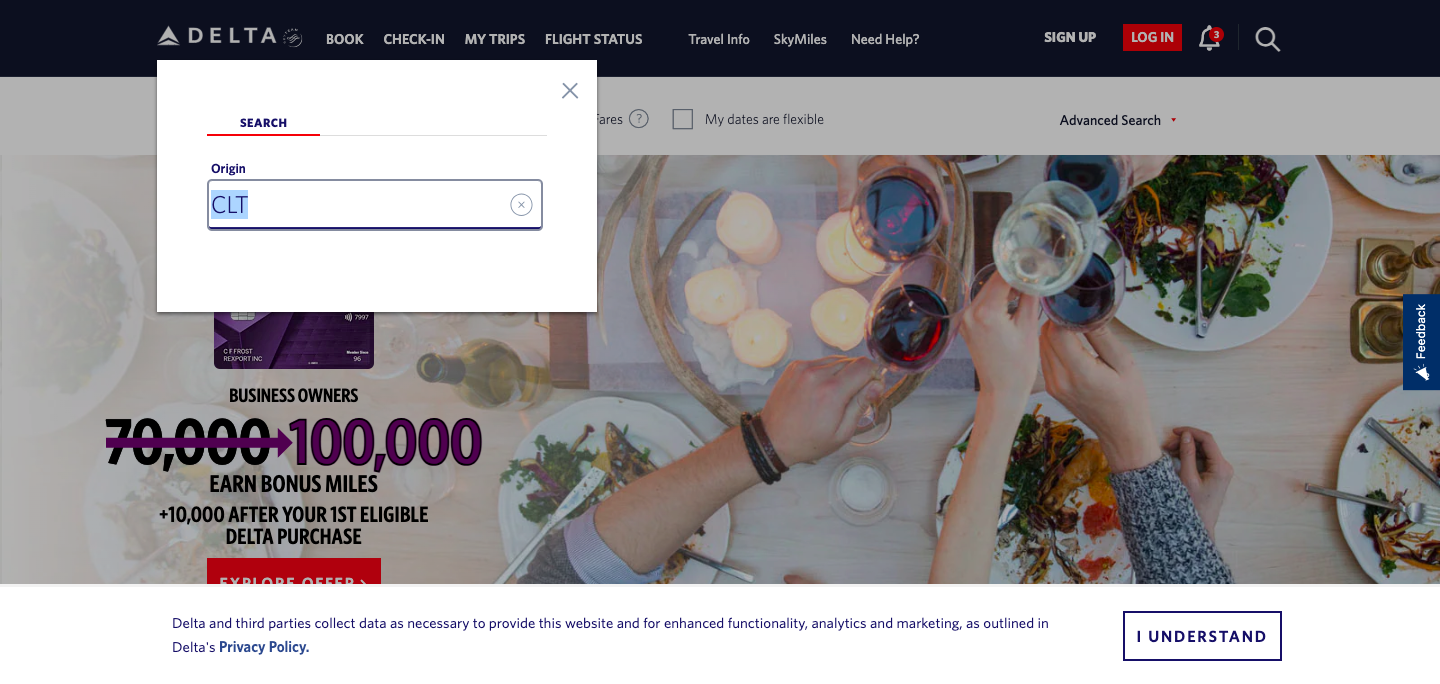 DELTA
BOOK
CHECK-IN
MY TRIPS
FLIGHT STATUS
Travel Info
SkyMiles
Need Help?
SIGN UP
LOG IN
3
Fares
?
My dates are flexible
Advanced Search
SEARCH
Origin
CLT
7997
C F FROST
REXPORT INC
Member Since
96
BUSINESS OWNERS
70,000 100,000
EARN BONUS MILES
+10,000 AFTER YOUR 1ST ELIGIBLE
DELTA PURCHASE
EXPLORE OFFER >
Feedback
Delta and third parties collect data as necessary to provide this website and for enhanced functionality, analytics and marketing, as outlined in
Delta's Privacy Policy.
I UNDERSTAND